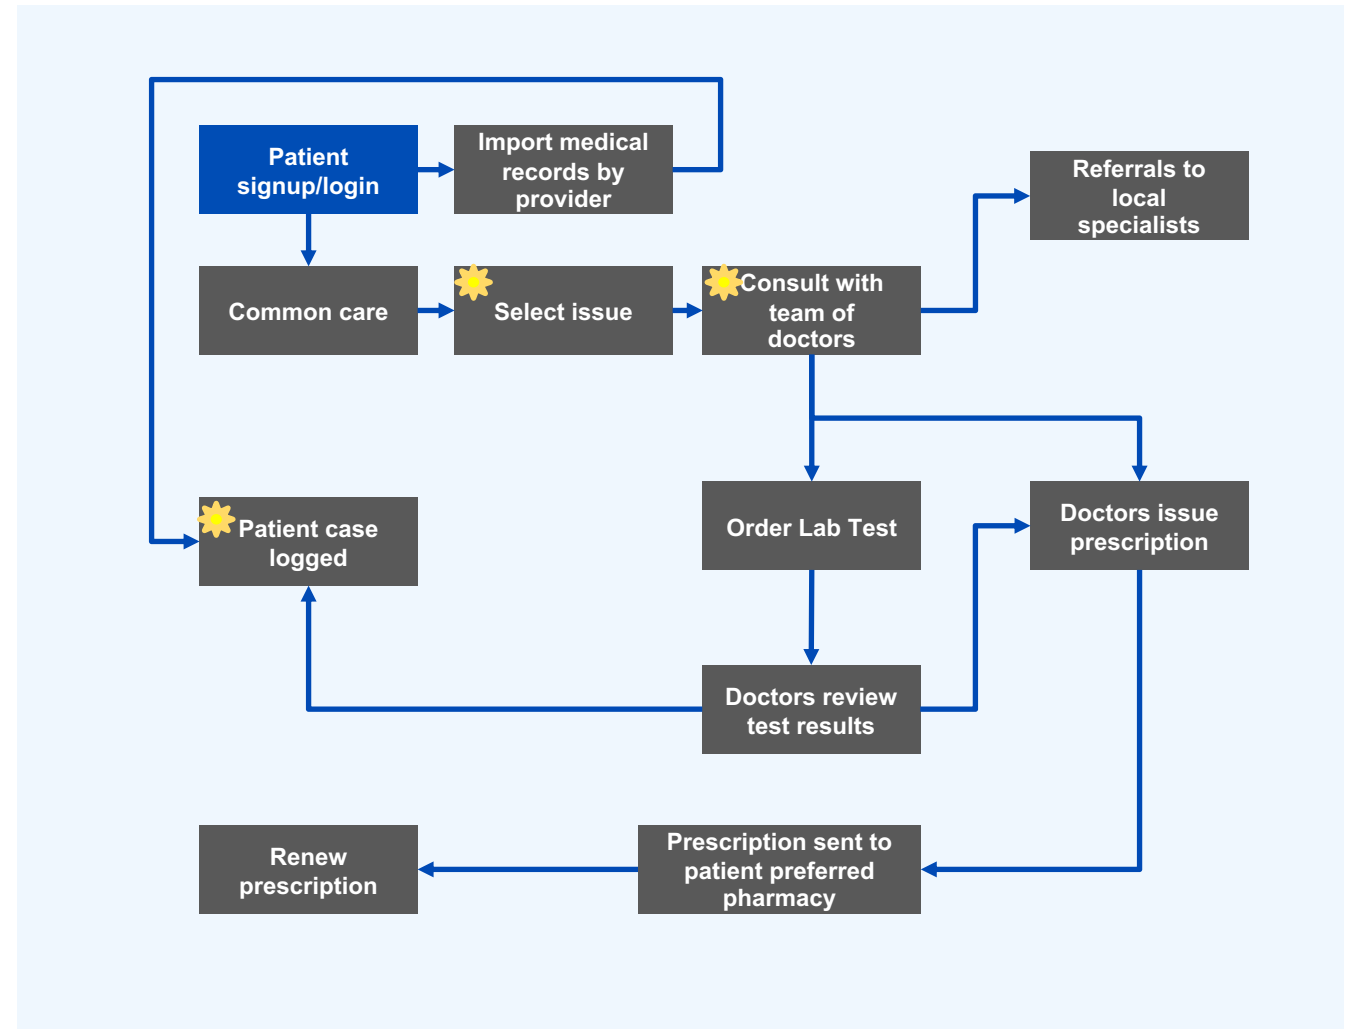 Patient
signup/login
Import medical
records by
provider
Referrals to
local
specialists
Common care
Select issue
Consult with
team of
doctors
Patient case
logged
Order Lab Test
Doctors issue
prescription
Doctors review
test results
Renew
prescription
Prescription sent to
patient preferred
pharmacy